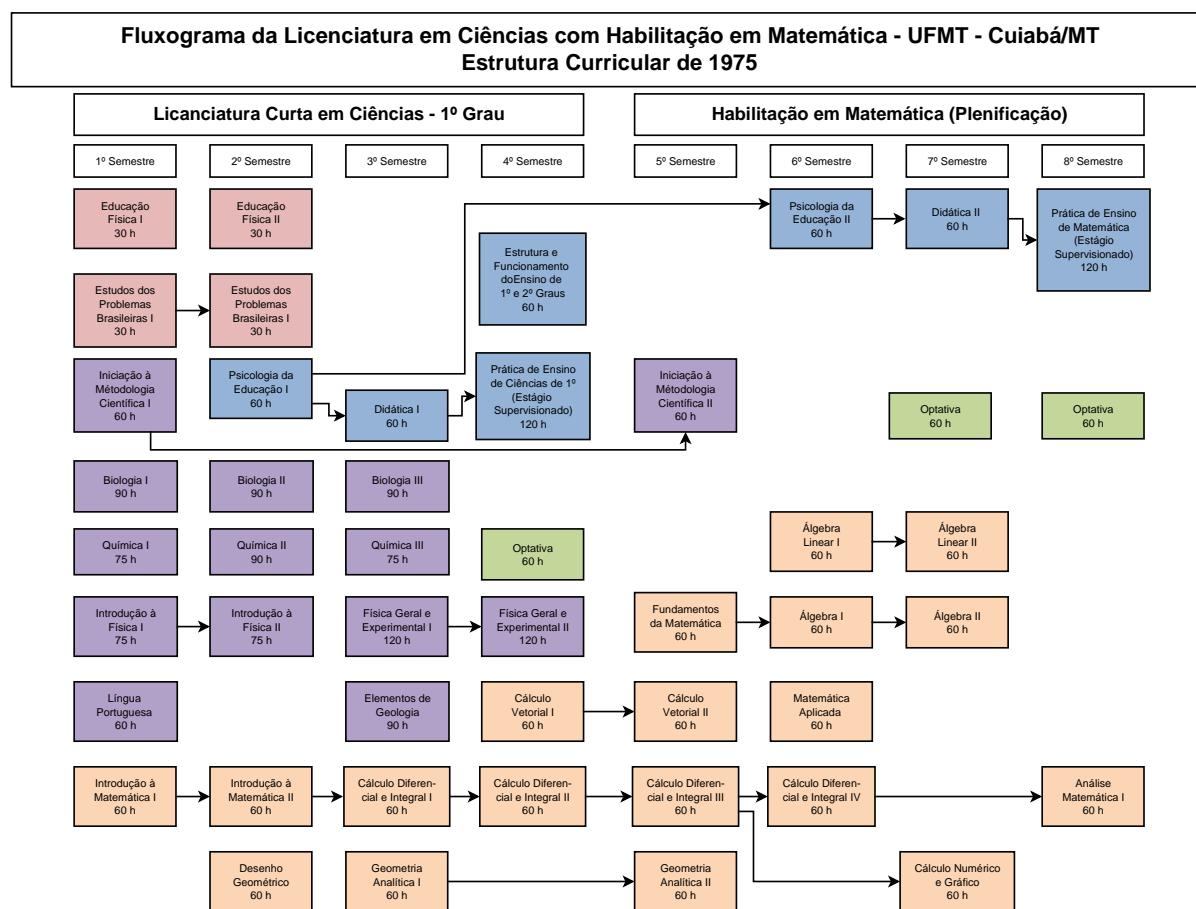 Fluxograma da Licenciatura em Ciências com Habilitação em Matemática - UFMT - Cuiabá/MT
Estrutura Curricular de 1975
Licanciatura Curta em Ciências - 1º Grau
Habilitação em Matemática (Plenificação)
1º Semestre
2º Semestre
3º Semestre
4º Semestre
5º Semestre
6º Semestre
7º Semestre
8º Semestre
Educação
Física I
30 h
Educação
Física II
30 h
Estrutura e
Funcionamento
doEnsino de
1º e 2º Graus
60 h
Psicologia da
Educação II
60 h
Didática II
60 h
Prática de Ensino
de Matemática
(Estágio
Supervisionado)
120 h
Estudos dos
Problemas
Brasileiras I
30 h
Estudos dos
Problemas
Brasileiras I
30 h
Iniciação à
Métodologia
Científica I
60 h
Psicologia da
Educação I
60 h
Didática I
60 h
Prática de Ensino
de Ciências de 1º
(Estágio
Supervisionado)
120 h
Iniciação à
Métodologia
Científica II
60 h
Optativa
60 h
Optativa
60 h
Biologia I
90 h
Biologia II
90 h
Biologia III
90 h
Química I
75 h
Química II
90 h
Química III
75 h
Optativa
60 h
Álgebra
Linear I
60 h
Álgebra
Linear II
60 h
Introdução à
Física I
75 h
Introdução à
Física II
75 h
Física Geral e
Experimental I
120 h
Física Geral e
Experimental II
120 h
Fundamentos
da Matemática
60 h
Álgebra I
60 h
Álgebra II
60 h
Língua
Portuguesa
60 h
Elementos de
Geologia
90 h
Cálculo
Vetorial I
60 h
Cálculo
Vetorial II
60 h
Matemática
Aplicada
60 h
Introdução à
Matemática I
60 h
Introdução à
Matemática II
60 h
Cálculo Diferen-
cial e Integral I
60 h
Cálculo Diferen-
cial e Integral II
60 h
Cálculo Diferen-
cial e Integral III
60 h
Cálculo Diferen-
cial e Integral IV
60 h
Análise
Matemática I
60 h
Desenho
Geométrico
60 h
Geometria
Analítica I
60 h
Geometria
Analítica II
60 h
Cálculo Numérico
e Gráfico
60 h